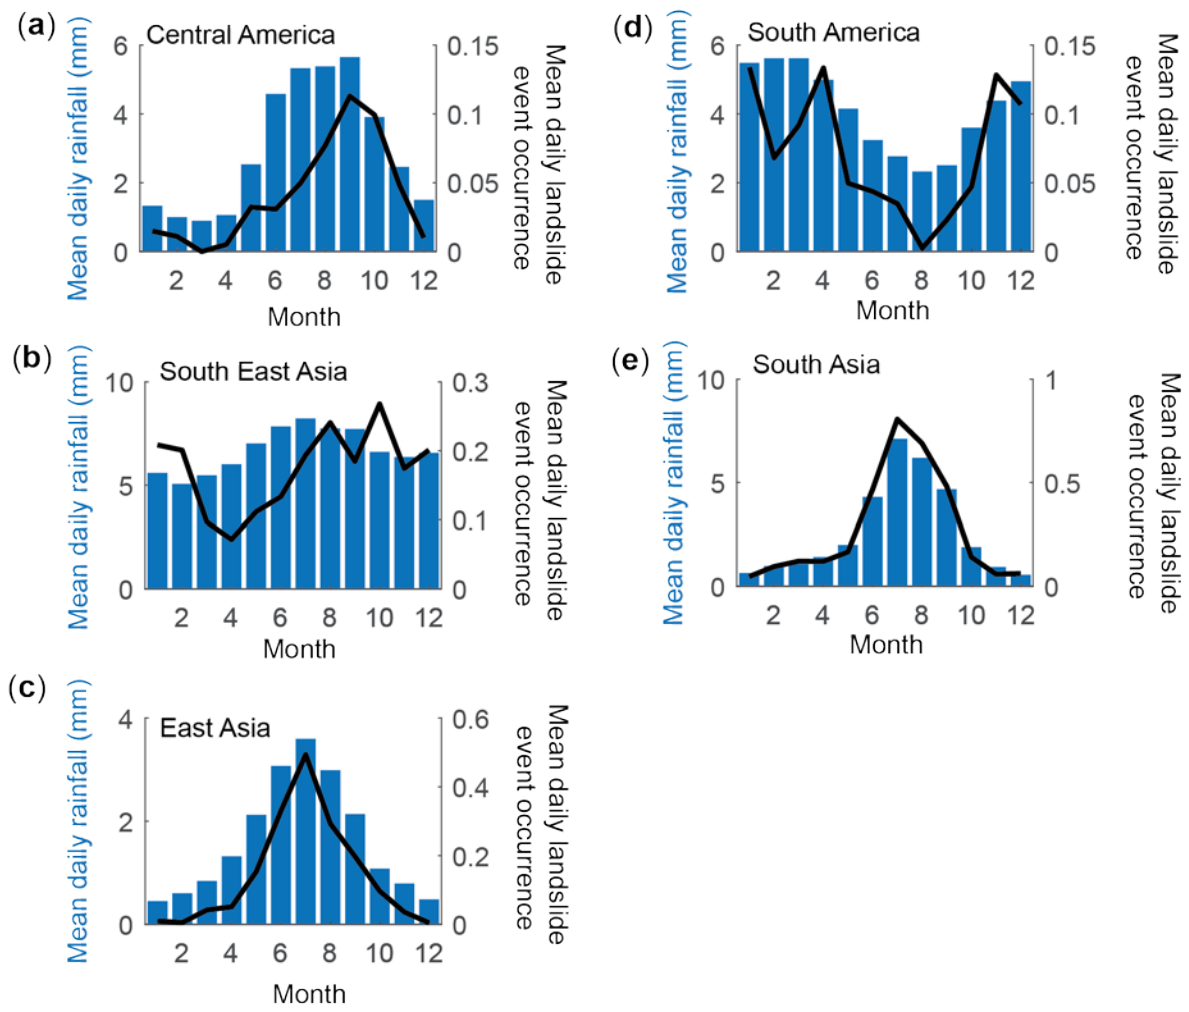 (a)
Central America
Mean daily rainfall (mm)
6
4
2
0
0.15
0.1
0.05
0
Mean daily landslide
event occurrence
2 4 6 8 10 12
Month
(d)
South America
Mean daily rainfall (mm)
6
4
2
0
0.15
0.1
0.05
0
Mean daily landslide
event occurrence
2 4 6 8 10 12
Month
(b)
South East Asia
Mean daily rainfall (mm)
10
5
0
0.3
0.2
0.1
0
Mean daily landslide
event occurrence
2 4 6 8 10 12
Month
(e)
South Asia
Mean daily rainfall (mm)
10
5
0
1
0.5
0
Mean daily landslide
event occurrence
2 4 6 8 10 12
Month
(c)
East Asia
Mean daily rainfall (mm)
4
2
0
0.6
0.4
0.2
0
Mean daily landslide
event occurrence
2 4 6 8 10 12
Month